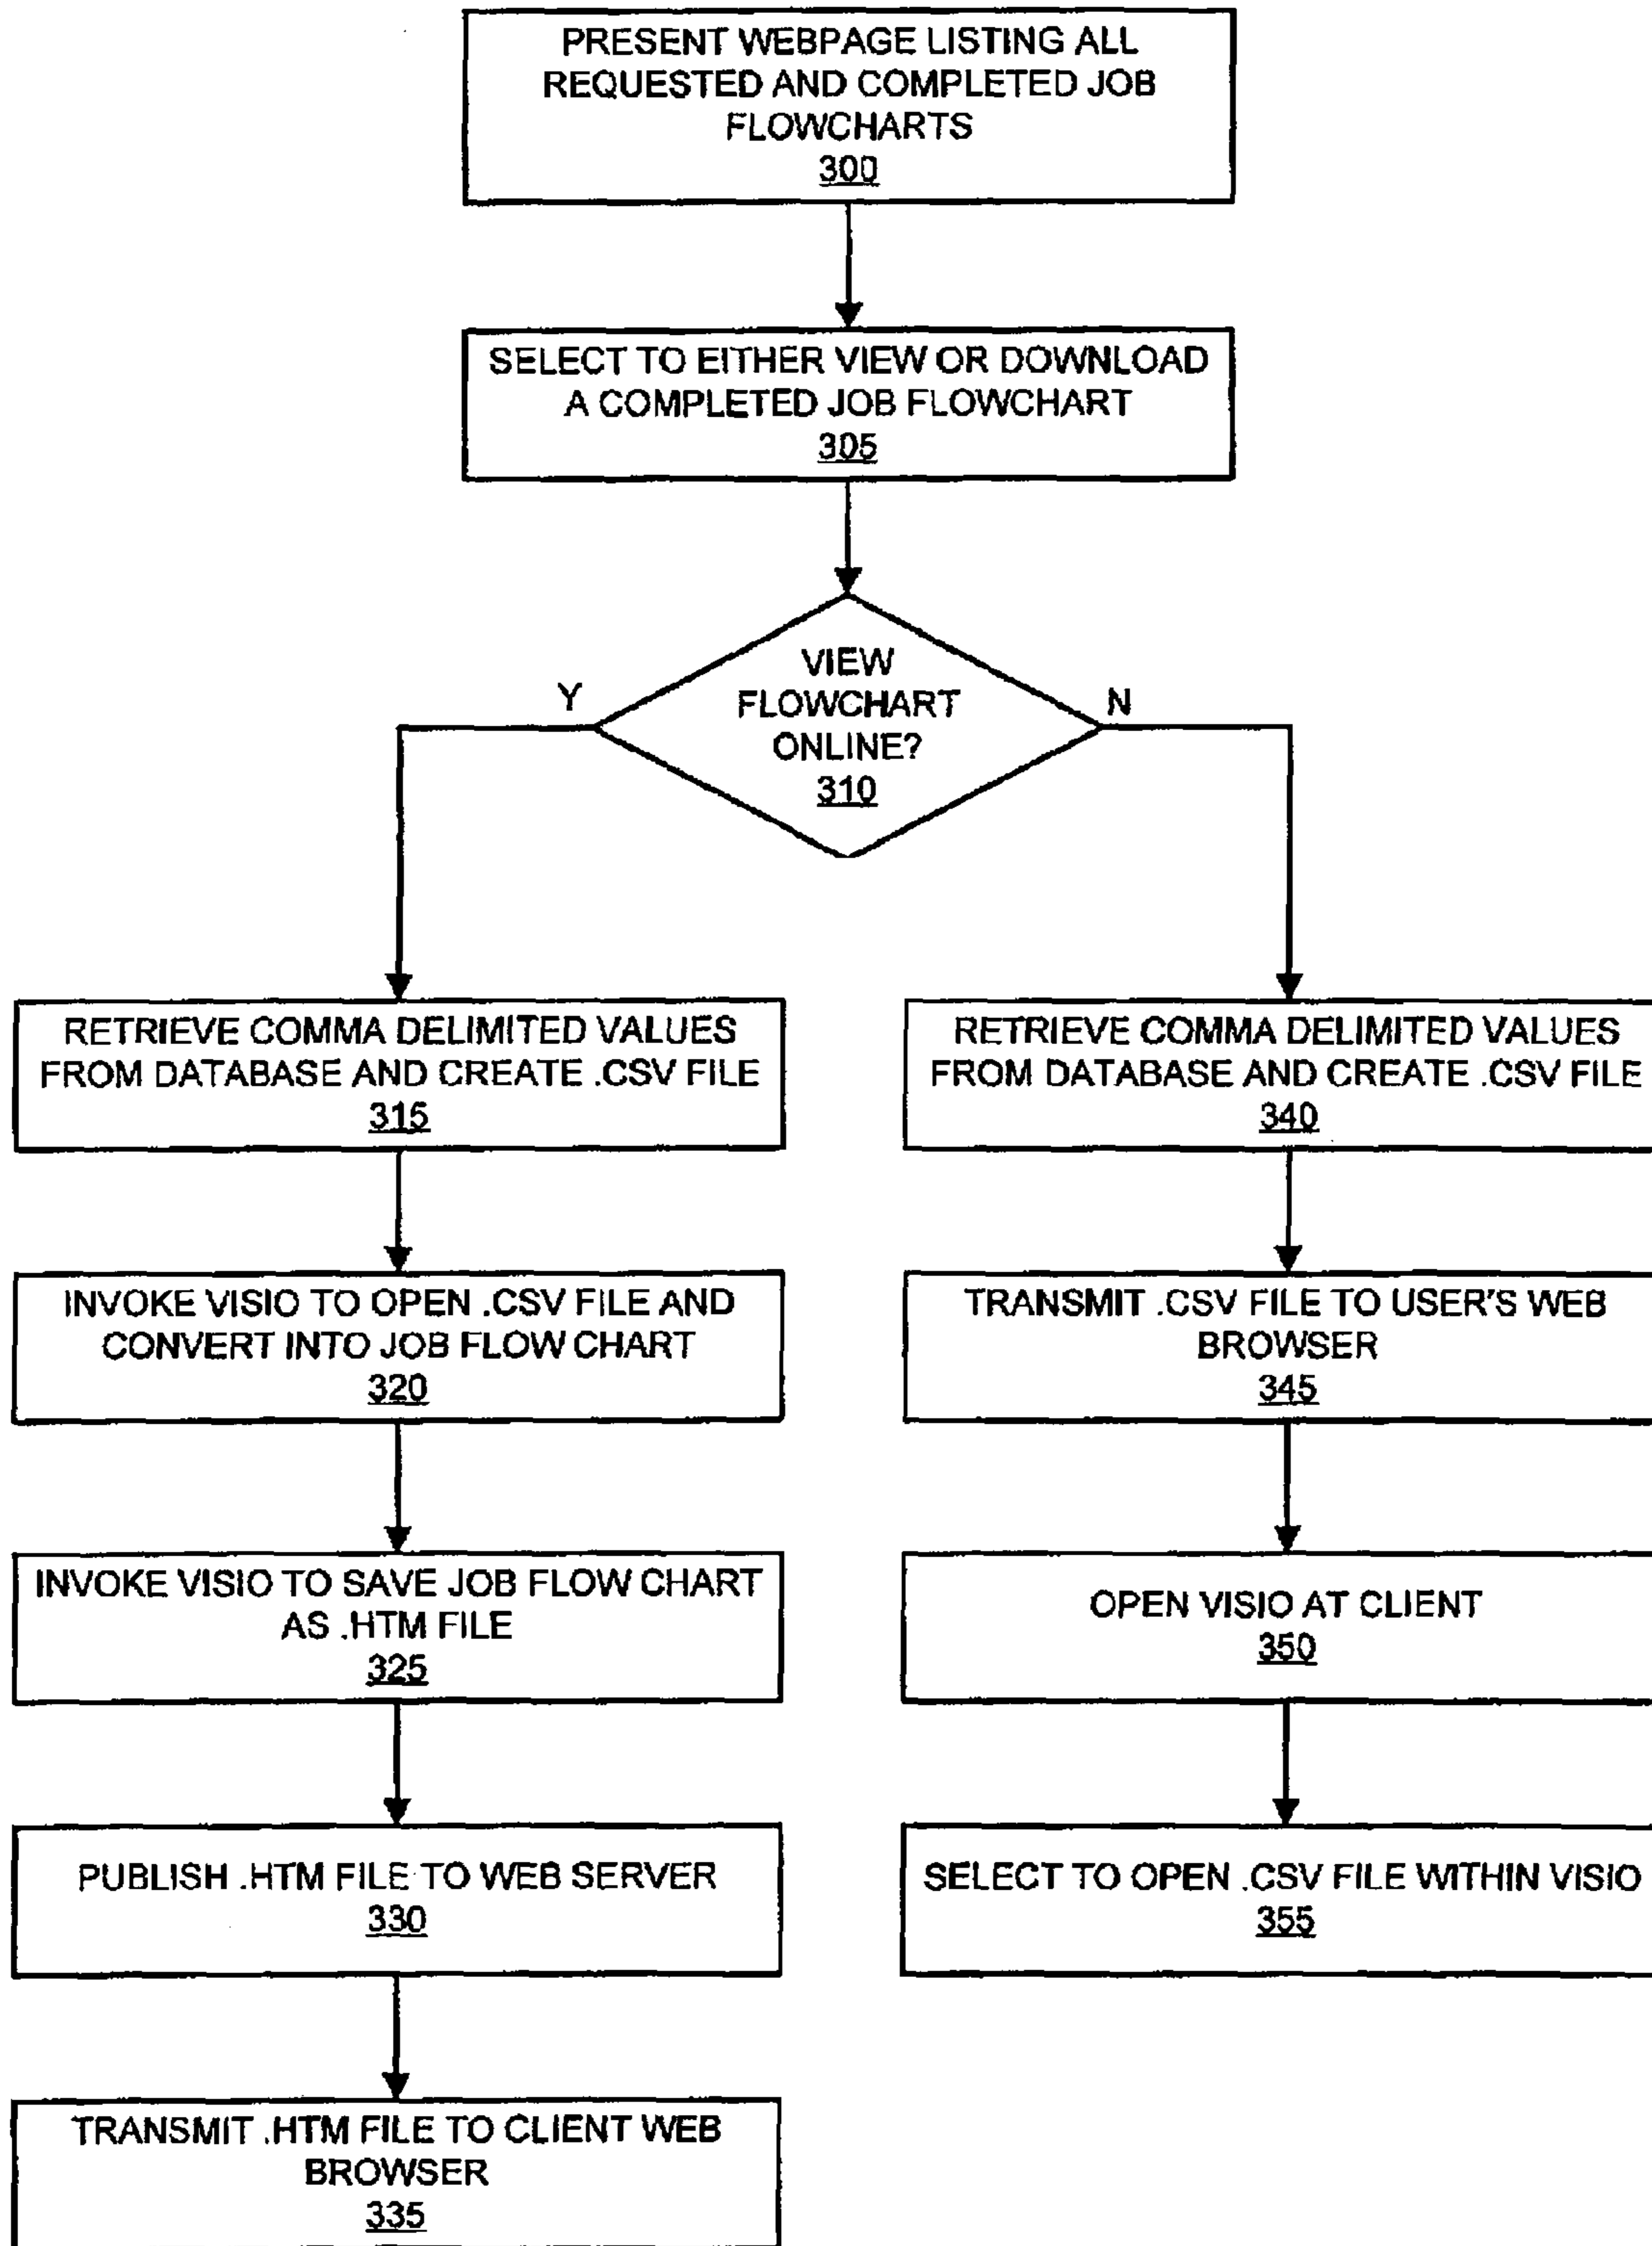 PRESENT WEBPAGE LISTING ALL
REQUESTED AND COMPLETED JOB
FLOWCHARTS
300
SELECT TO EITHER VIEW OR DOWNLOAD
A COMPLETED JOB FLOWCHART
305
VIEW
FLOWCHART
ONLINE?
310
Y
N
RETRIEVE COMMA DELIMITED VALUES
FROM DATABASE AND CREATE .CSV FILE
315
INVOKE VISIO TO OPEN .CSV FILE AND
CONVERT INTO JOB FLOW CHART
320
INVOKE VISIO TO SAVE JOB FLOW CHART
AS .HTM FILE
325
PUBLISH .HTM FILE TO WEB SERVER
330
TRANSMIT .HTM FILE TO CLIENT WEB
BROWSER
335
RETRIEVE COMMA DELIMITED VALUES
FROM DATABASE AND CREATE .CSV FILE
340
TRANSMIT .CSV FILE TO USER'S WEB
BROWSER
345
OPEN VISIO AT CLIENT
350
SELECT TO OPEN .CSV FILE WITHIN VISIO
355